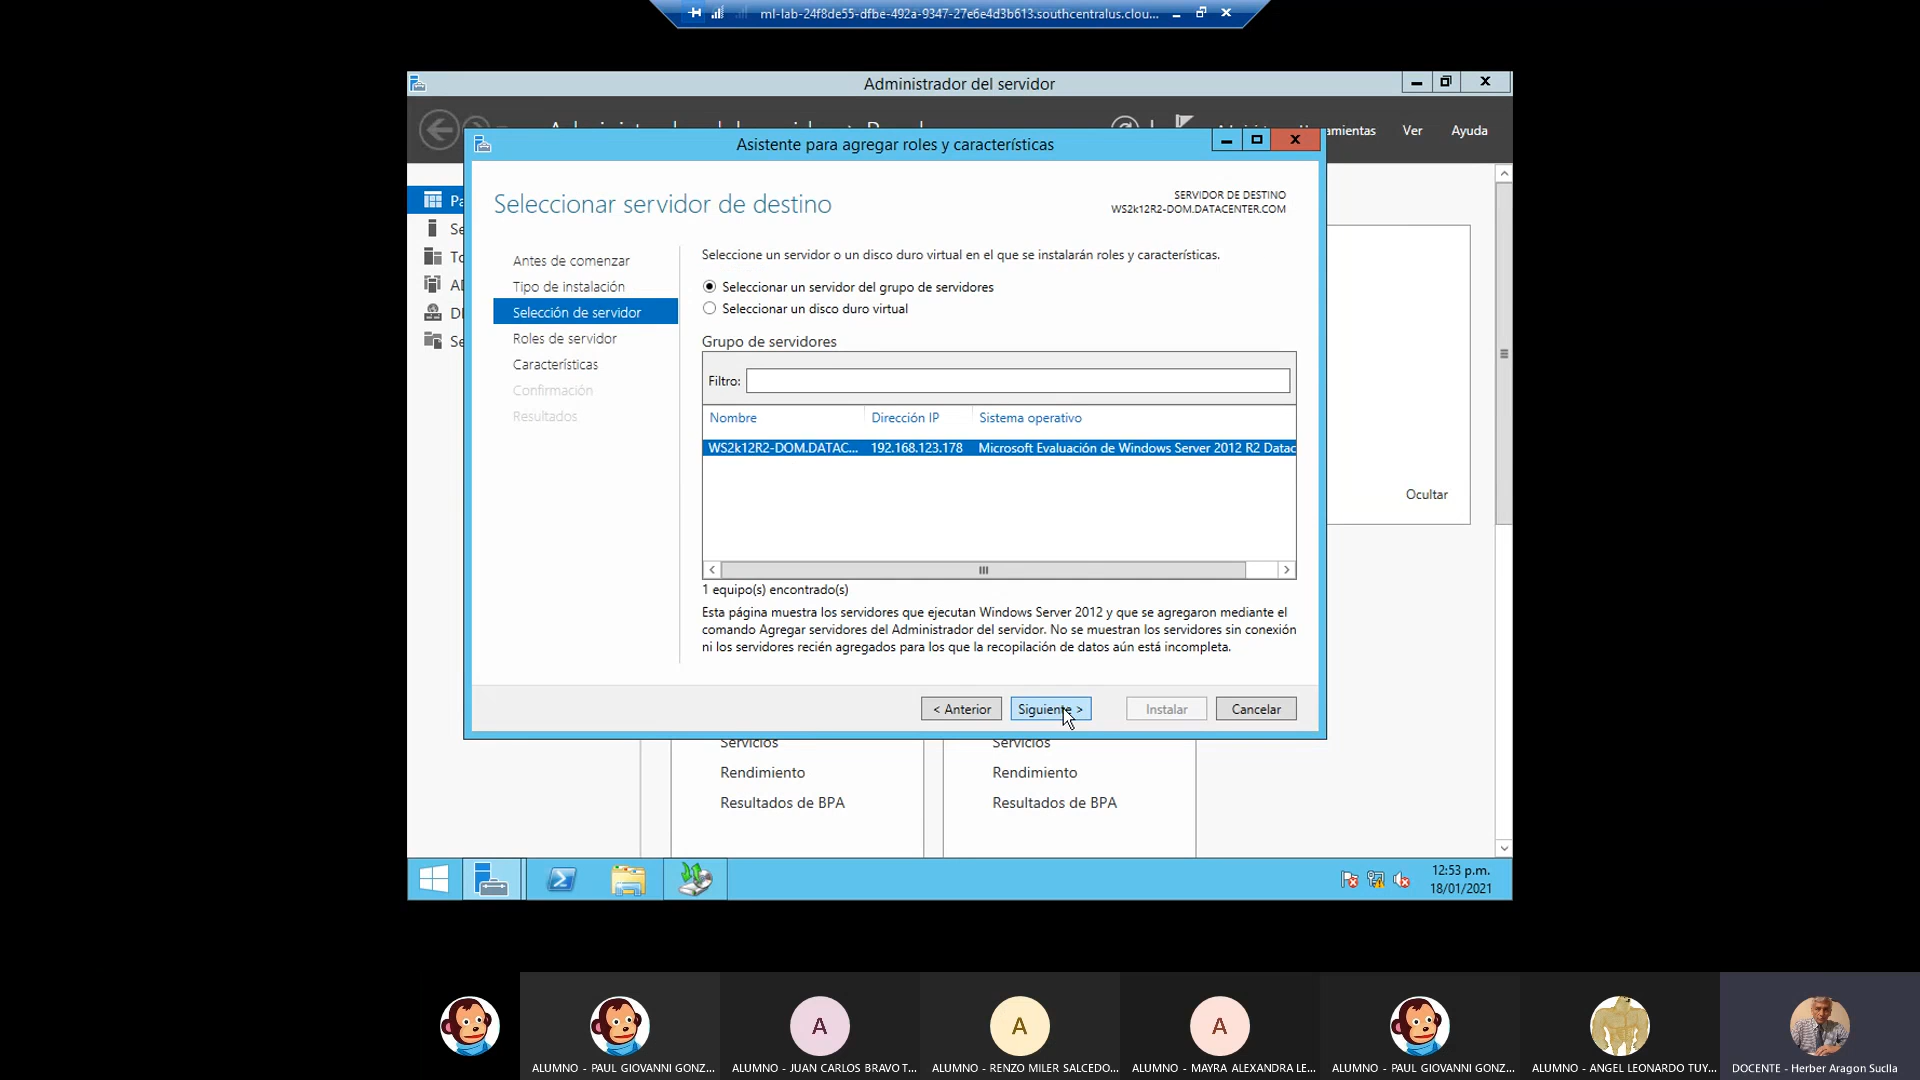 ml-lab-24f8de55-dfbe-492a-9347-27e6e4d3b613.southcentralus.clou...
Administrador del servidor
amientas
Ver
Ayuda
Asistente para agregar roles y características
Seleccionar servidor de destino
SERVIDOR DE DESTINO
WS2k12R2-DOM.DATACENTER.COM
Antes de comenzar
Tipo de instalación
Selección de servidor
Roles de servidor
Características
Confirmación
Resultados
Seleccione un servidor o un disco duro virtual en el que se instalarán roles y características.
Seleccionar un servidor del grupo de servidores
Seleccionar un disco duro virtual
Grupo de servidores
Filtro:
Nombre Dirección IP Sistema operativo
WS2k12R2-DOM.DATAC... 192.168.123.178 Microsoft Evaluación de Windows Server 2012 R2 Datac
1 equipo(s) encontrado(s)
Esta página muestra los servidores que ejecutan Windows Server 2012 y que se agregaron mediante el
comando Agregar servidores del Administrador del servidor. No se muestran los servidores sin conexión
ni los servidores recién agregados para los que la recopilación de datos aún está incompleta.
< Anterior
Siguiente >
Instalar
Cancelar
Ocultar
Servicios
Rendimiento
Resultados de BPA
Servicios
Rendimiento
Resultados de BPA
12:53 p.m.
18/01/2021
A
A
A
ALUMNO - PAUL GIOVANNI GONZ...
ALUMNO - JUAN CARLOS BRAVO T...
ALUMNO - RENZO MILER SALCEDO...
ALUMNO - MAYRA ALEXANDRA LE...
ALUMNO - PAUL GIOVANNI GONZ...
ALUMNO - ANGEL LEONARDO TUY...
DOCENTE - Herber Aragon Suclla